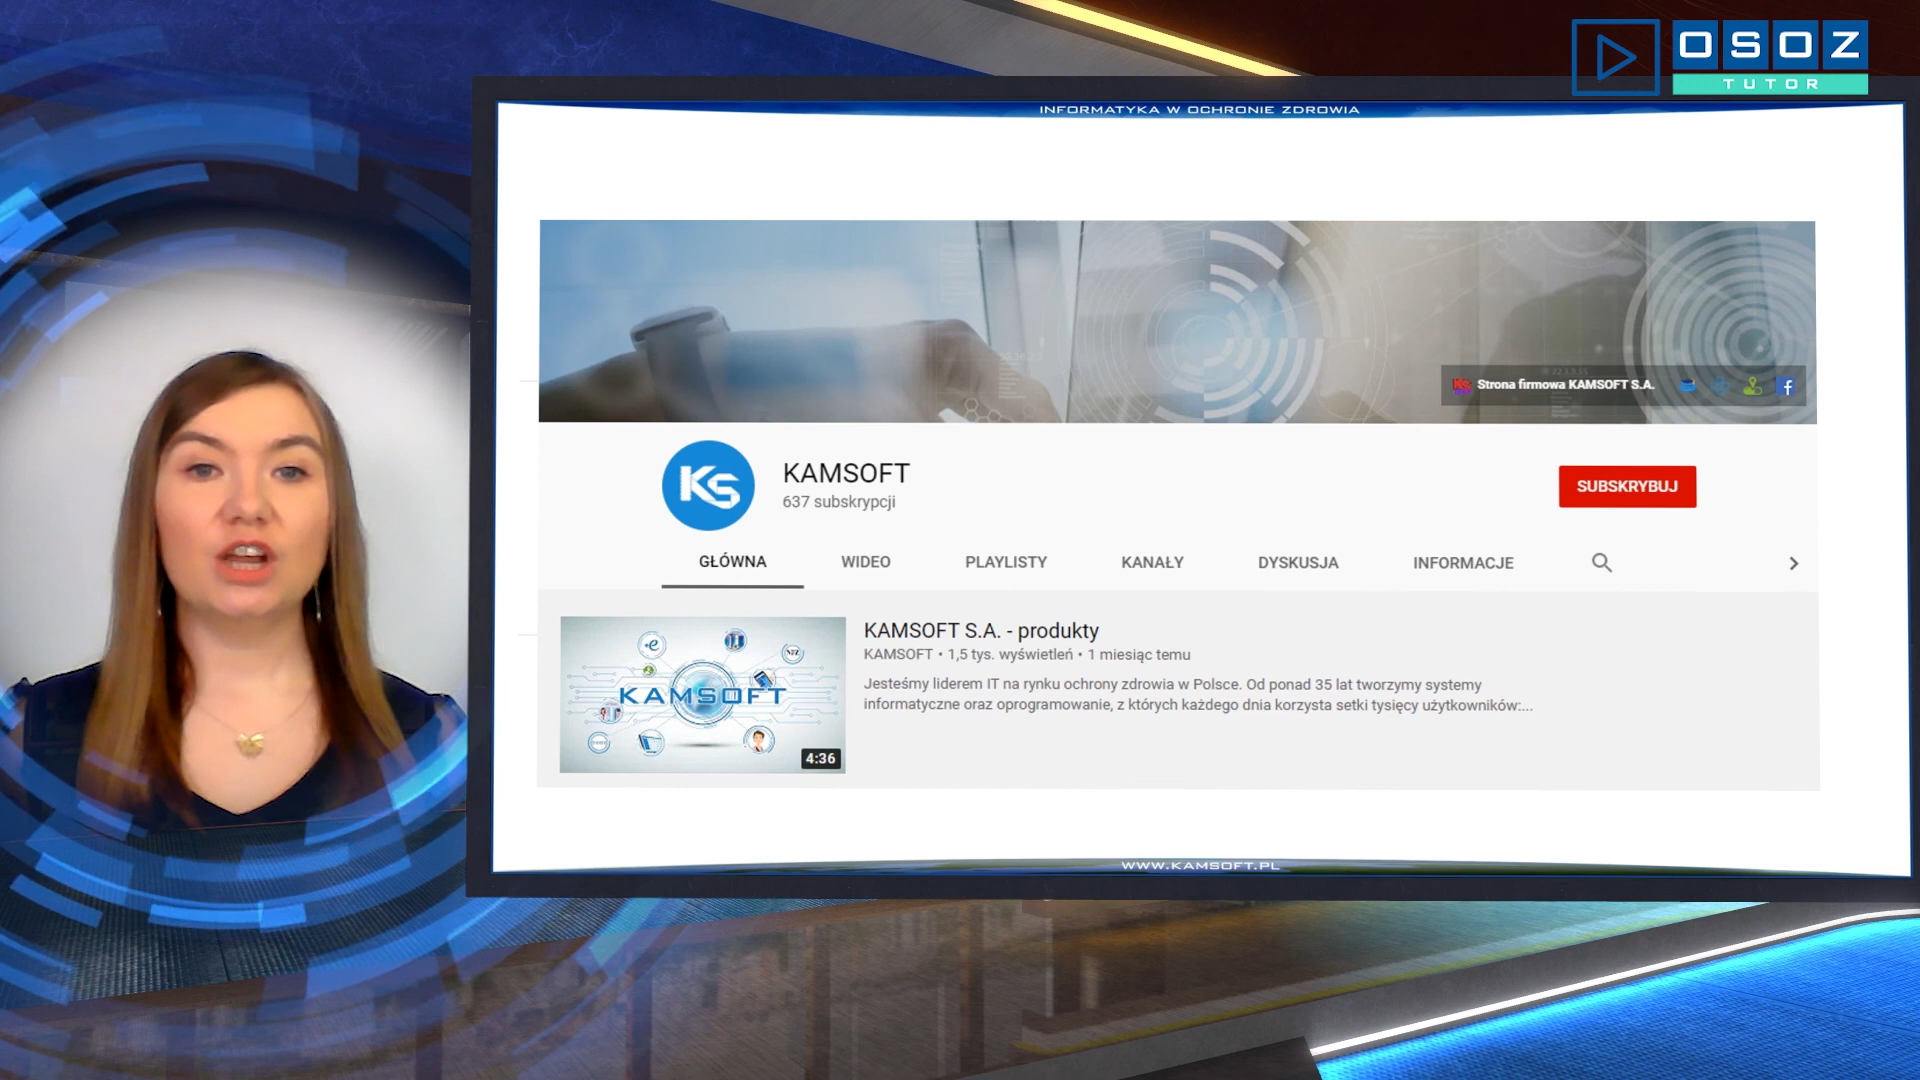 OSOZ
TUTOR
INFORMATYKA W OCHRONIE ZDROWIA
Strona firmowa KAMSOFT S.A.
KS
KAMSOFT
637 subskrypcji
SUBSKRYBUJ
GŁÓWNA
WIDEO
PLAYLISTY
KANAŁY
DYSKUSJA
INFORMACJE
KAMSOFT
4:36
KAMSOFT S.A. - produkty
KAMSOFT • 1,5 tys. wyświetleń • 1 miesiąc temu
Jesteśmy liderem IT na rynku ochrony zdrowia w Polsce. Od ponad 35 lat tworzymy systemy
informatyczne oraz oprogramowanie, z których każdego dnia korzysta setki tysięcy użytkowników:...
WWW.KAMSOFT.PL